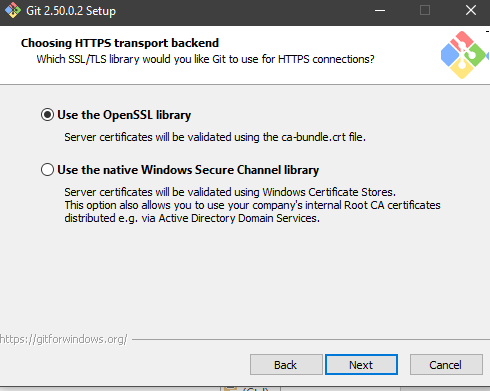 Git 2.50.0.2 Setup
Choosing HTTPS transport backend
Which SSL/TLS library would you like Git to use for HTTPS connections?
Use the OpenSSL library
Server certificates will be validated using the ca-bundle.crt file.
Use the native Windows Secure Channel library
Server certificates will be validated using Windows Certificate Stores.
This option also allows you to use your company's internal Root CA certificates
distributed e.g. via Active Directory Domain Services.
https://gitforwindows.org/
Back Next Cancel